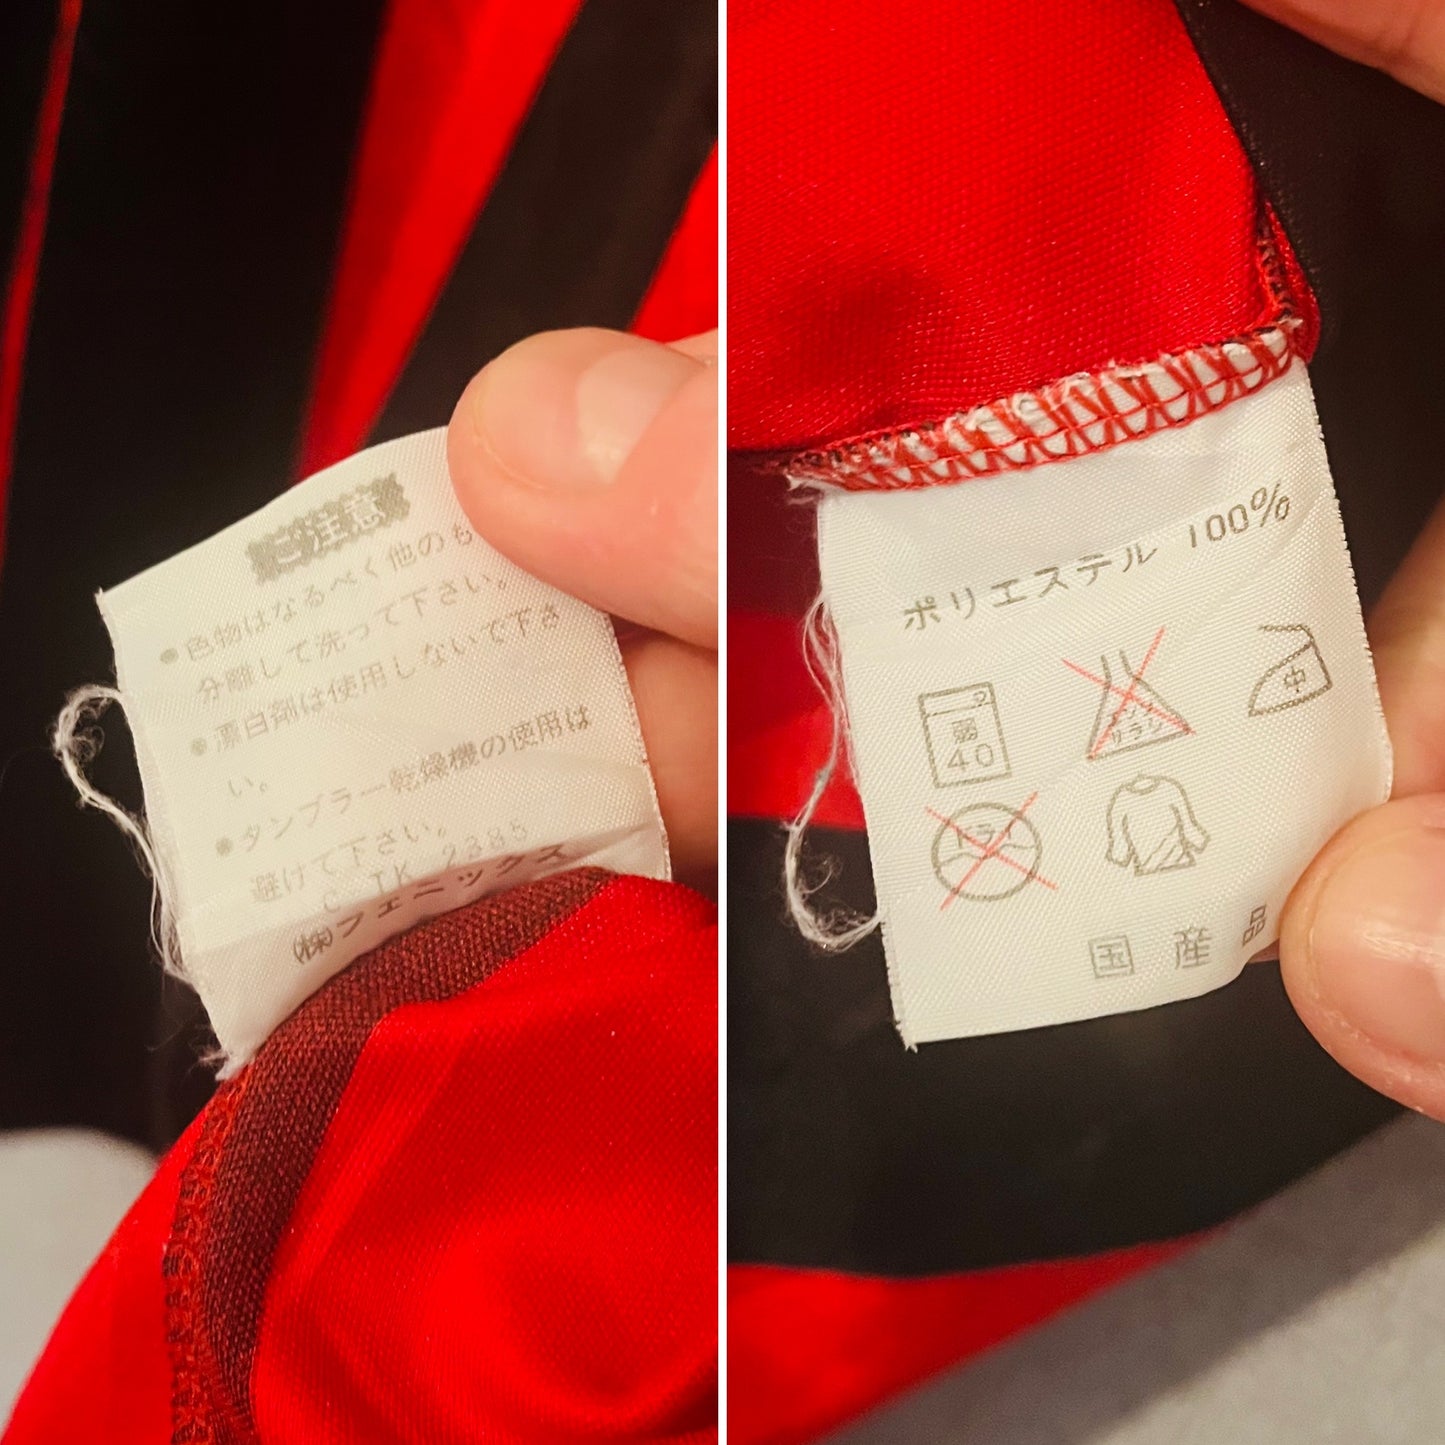 ご注意
●色物はなるべく他のも
分離して洗って下さい。
●漂白剤は使用しないで下さ
い。
●タンブラー乾燥機の使用は
避けて下さい。
C TK 2385
(株)フェニックス
ポリエステル 100%
弱
40
中
ドライ
国産品